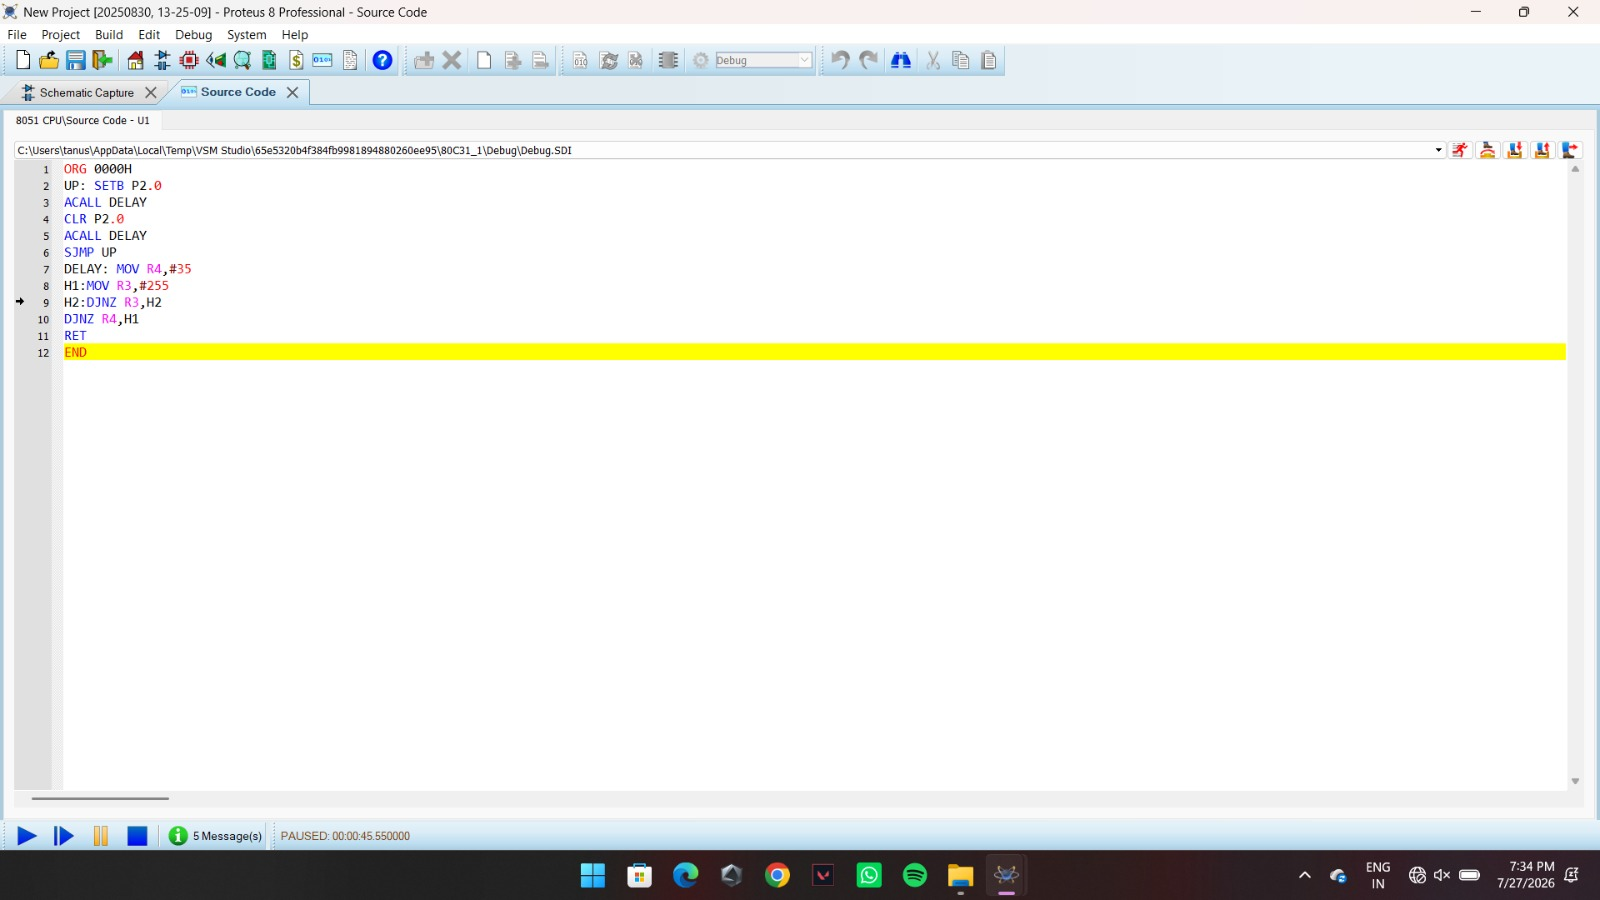 New Project [20250830, 13-25-09] - Proteus 8 Professional - Source Code
File Project Build Edit Debug System Help
Debug
Schematic Capture Source Code
8051 CPU\Source Code - U1
C:\Users\tanus\AppData\Local\Temp\VSM Studio\65e5320b4f384fb9981894880260ee95\80C31_1\Debug\Debug.SDI
1 ORG 0000H
2 UP: SETB P2.0
3 ACALL DELAY
4 CLR P2.0
5 ACALL DELAY
6 SJMP UP
7 DELAY: MOV R4,#35
8 H1:MOV R3,#255
9 H2:DJNZ R3,H2
10 DJNZ R4,H1
11 RET
12 END
5 Message(s) PAUSED: 00:00:45.550000
ENG
IN
7:34 PM
7/27/2026